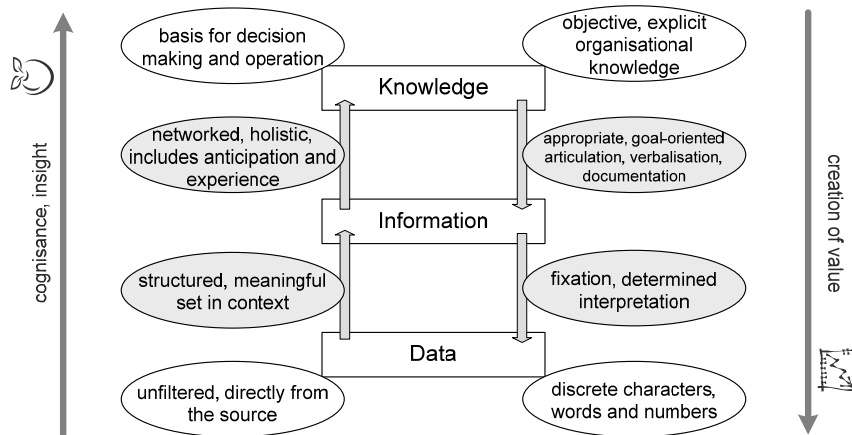 basis for decision
making and operation
objective, explicit
organisational
knowledge
Knowledge
networked, holistic,
includes anticipation and
experience
appropriate, goal-oriented
articulation, verbalisation,
documentation
cognisance, insight
creation of value
Information
structured, meaningful
set in context
fixation, determined
interpretation
Data
unfiltered, directly from
the source
discrete characters,
words and numbers